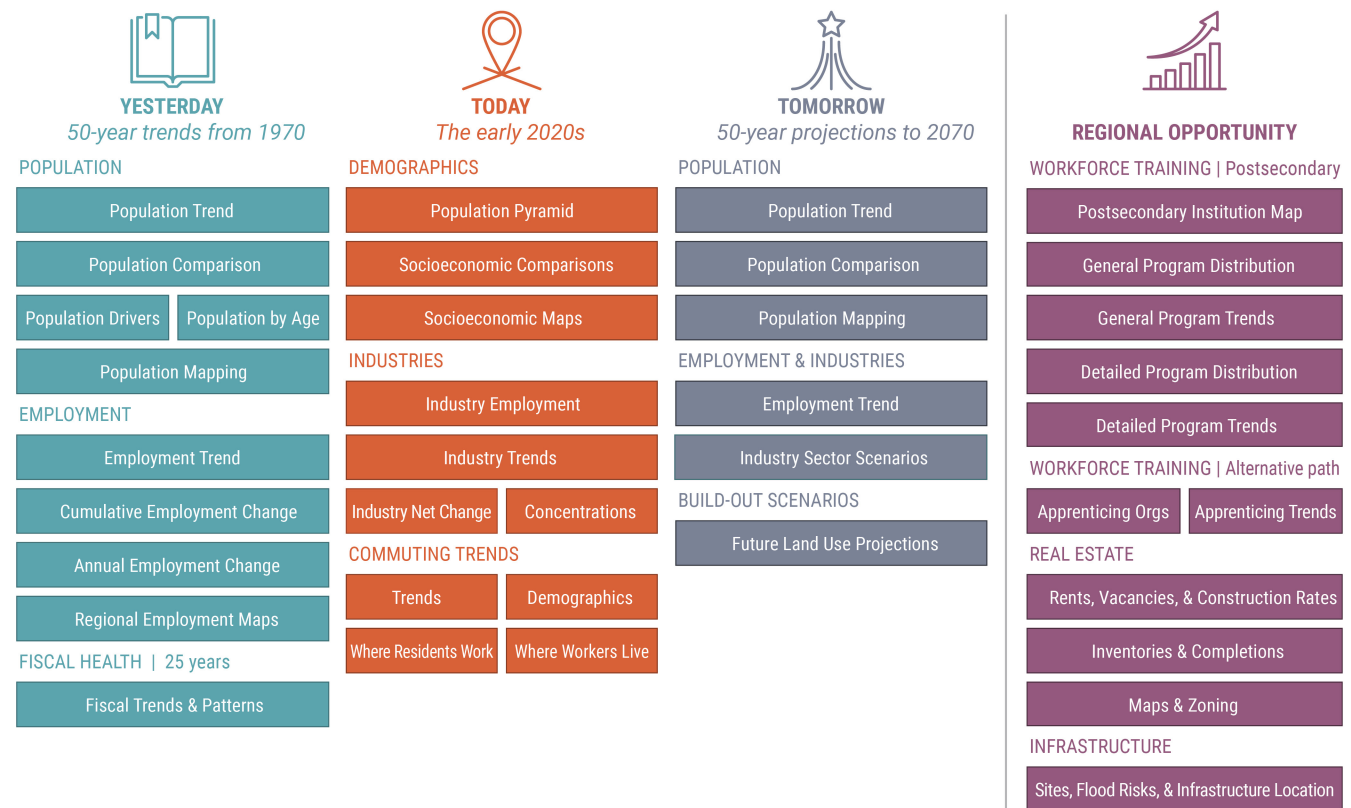 YESTERDAY
50-year trends from 1970
POPULATION
Population Trend
Population Comparison
Population Drivers
Population by Age
Population Mapping
EMPLOYMENT
Employment Trend
Cumulative Employment Change
Annual Employment Change
Regional Employment Maps
FISCAL HEALTH | 25 years
Fiscal Trends & Patterns
TODAY
The early 2020s
DEMOGRAPHICS
Population Pyramid
Socioeconomic Comparisons
Socioeconomic Maps
INDUSTRIES
Industry Employment
Industry Trends
Industry Net Change
Concentrations
COMMUTING TRENDS
Trends
Demographics
Where Residents Work
Where Workers Live
TOMORROW
50-year projections to 2070
POPULATION
Population Trend
Population Comparison
Population Mapping
EMPLOYMENT & INDUSTRIES
Employment Trend
Industry Sector Scenarios
BUILD-OUT SCENARIOS
Future Land Use Projections
REGIONAL OPPORTUNITY
WORKFORCE TRAINING | Postsecondary
Postsecondary Institution Map
General Program Distribution
General Program Trends
Detailed Program Distribution
Detailed Program Trends
WORKFORCE TRAINING | Alternative path
Apprenticing Orgs
Apprenticing Trends
REAL ESTATE
Rents, Vacancies, & Construction Rates
Inventories & Completions
Maps & Zoning
INFRASTRUCTURE
Sites, Flood Risks, & Infrastructure Location